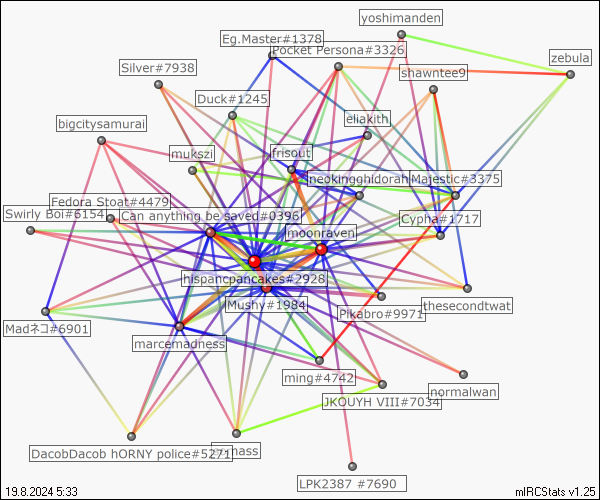 yoshimanden
Eg.Master#1378
Pocket Persona#3326
zebula
Silver#7938
shawntee9
Duck#1245
eliakith
bigcitysamurai
mukszi
frisout
neokingghidorah
Majestic#3375
Fedora Stoat#4479
Swirly Boi#6154
Can anything be saved#0396
Cypha#1717
moonraven
hispancpancakes#2928
thesecondtwat
Mushy#1984
Pikabro#9971
Madネコ#6901
marcemadness
ming#4742
normalwan
JKOUYH VIII#7034
DacobDacob hORNY police#5271
LPK2387 #7690
19.8.2024 5:33
mIRCStats v1.25